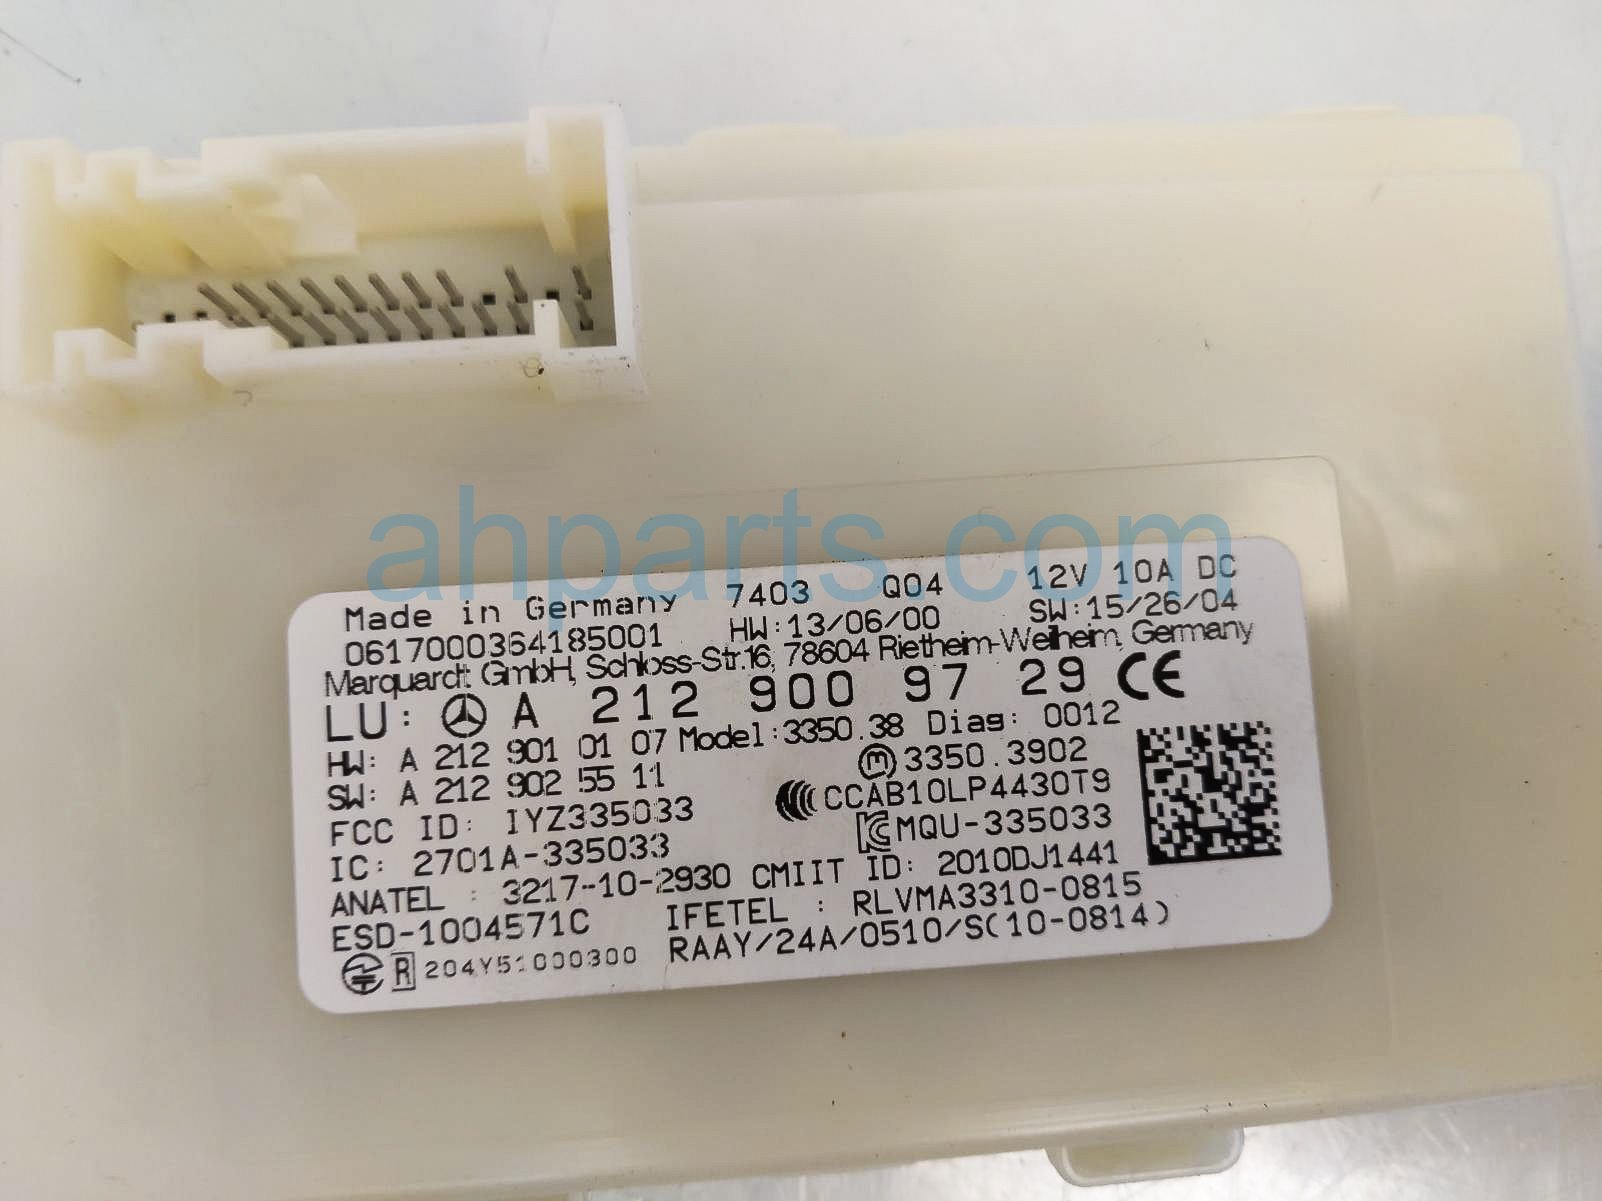 ahparts.com
Made in Germany 7403 Q04 12V 10A DC
0617000364185001 HW:13/06/00 SW:15/26/04
Marquardt GmbH, Schloss-Str.16, 78604 Rietheim-Weilheim, Germany
LU: A 212 900 97 29 CE
HW: A 212 901 01 07 Model:3350.38 Diag: 0012
SW: A 212 902 55 11 M 3350.3902
FCC ID: IYZ335033 CCAB10LP4430T9
IC: 2701A-335033 MQU-335033
ANATEL : 3217-10-2930 CMIIT ID: 2010DJ1441
ESD-1004571C IFETEL : RLVMA3310-0815
R 204Y51000300 RAAY/24A/0510/S(10-0814)